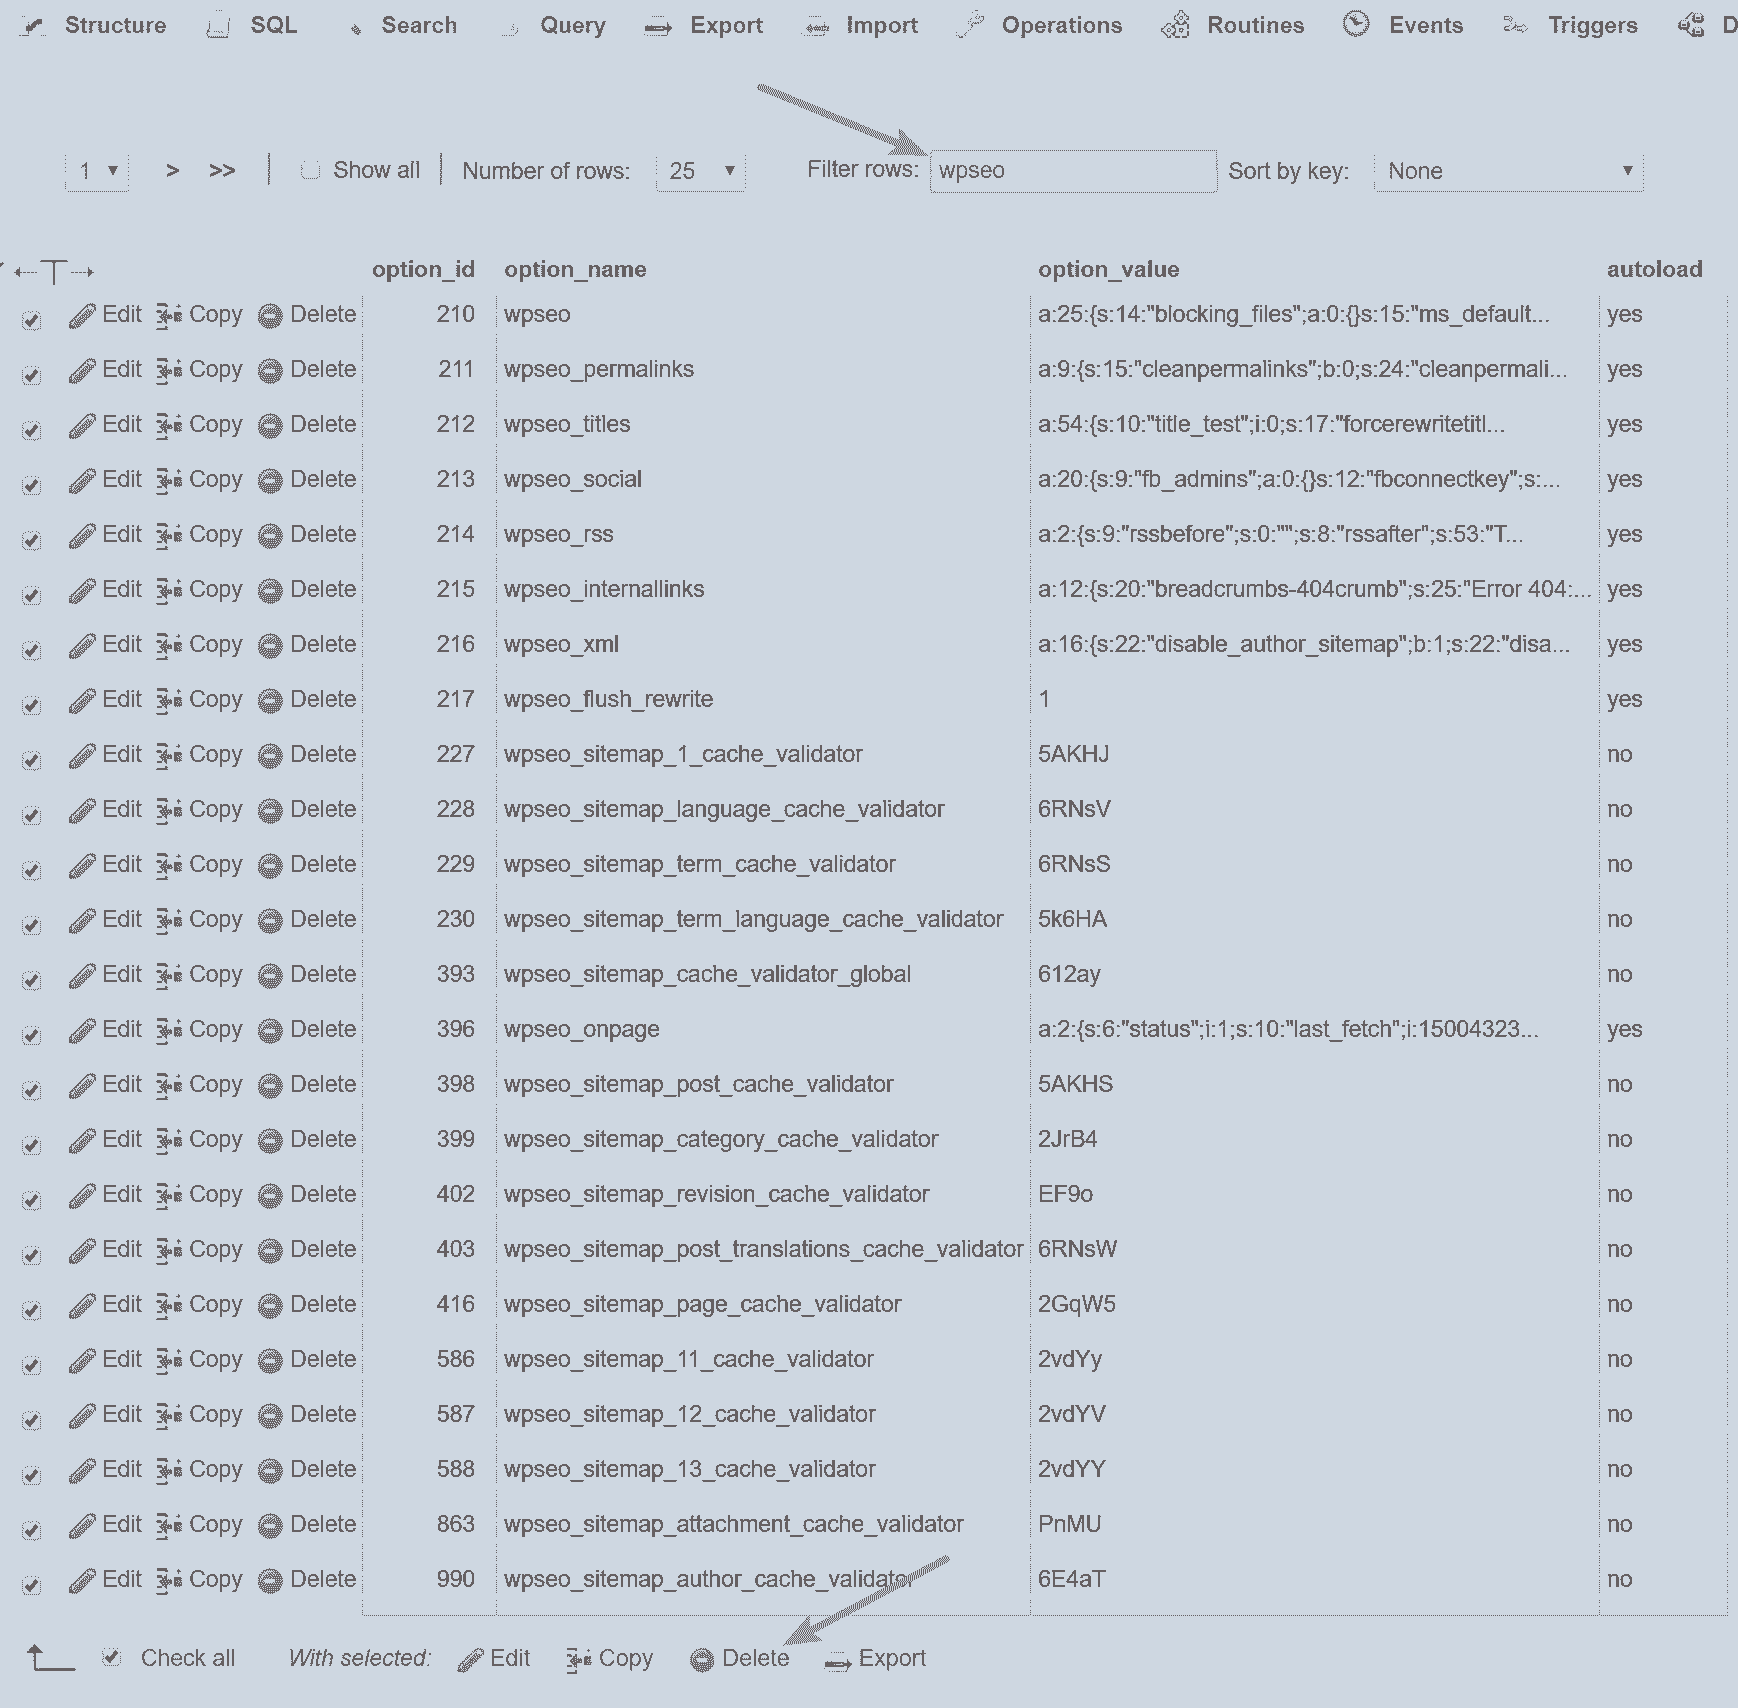 Structure SQL Search Query Export Import Operations Routines Events Triggers
1 > >> Show all Number of rows: 25 Filter rows: wpseo Sort by key: None
option_id option_name option_value autoload
Edit Copy Delete 210 wpseo a:25:{s:14:"blocking_files";a:0:{}s:15:"ms_default... yes
Edit Copy Delete 211 wpseo_permalinks a:9:{s:15:"cleanpermalinks";b:0;s:24:"cleanpermali... yes
Edit Copy Delete 212 wpseo_titles a:54:{s:10:"title_test";i:0;s:17:"forcerewritetitl... yes
Edit Copy Delete 213 wpseo_social a:20:{s:9:"fb_admins";a:0:{}s:12:"fbconnectkey";s:... yes
Edit Copy Delete 214 wpseo_rss a:2:{s:9:"rssbefore";s:0:"";s:8:"rssafter";s:53:"T... yes
Edit Copy Delete 215 wpseo_internallinks a:12:{s:20:"breadcrumbs-404crumb";s:25:"Error 404:... yes
Edit Copy Delete 216 wpseo_xml a:16:{s:22:"disable_author_sitemap";b:1;s:22:"disa... yes
Edit Copy Delete 217 wpseo_flush_rewrite 1 yes
Edit Copy Delete 227 wpseo_sitemap_1_cache_validator 5AKHJ no
Edit Copy Delete 228 wpseo_sitemap_language_cache_validator 6RNsV no
Edit Copy Delete 229 wpseo_sitemap_term_cache_validator 6RNsS no
Edit Copy Delete 230 wpseo_sitemap_term_language_cache_validator 5k6HA no
Edit Copy Delete 393 wpseo_sitemap_cache_validator_global 612ay no
Edit Copy Delete 396 wpseo_onpage a:2:{s:6:"status";i:1;s:10:"last_fetch";i:15004323... yes
Edit Copy Delete 398 wpseo_sitemap_post_cache_validator 5AKHS no
Edit Copy Delete 399 wpseo_sitemap_category_cache_validator 2JrB4 no
Edit Copy Delete 402 wpseo_sitemap_revision_cache_validator EF9o no
Edit Copy Delete 403 wpseo_sitemap_post_translations_cache_validator 6RNsW no
Edit Copy Delete 416 wpseo_sitemap_page_cache_validator 2GqW5 no
Edit Copy Delete 586 wpseo_sitemap_11_cache_validator 2vdYy no
Edit Copy Delete 587 wpseo_sitemap_12_cache_validator 2vdYV no
Edit Copy Delete 588 wpseo_sitemap_13_cache_validator 2vdYY no
Edit Copy Delete 863 wpseo_sitemap_attachment_cache_validator PnMU no
Edit Copy Delete 990 wpseo_sitemap_author_cache_validator 6E4aT no
Check all With selected: Edit Copy Delete Export